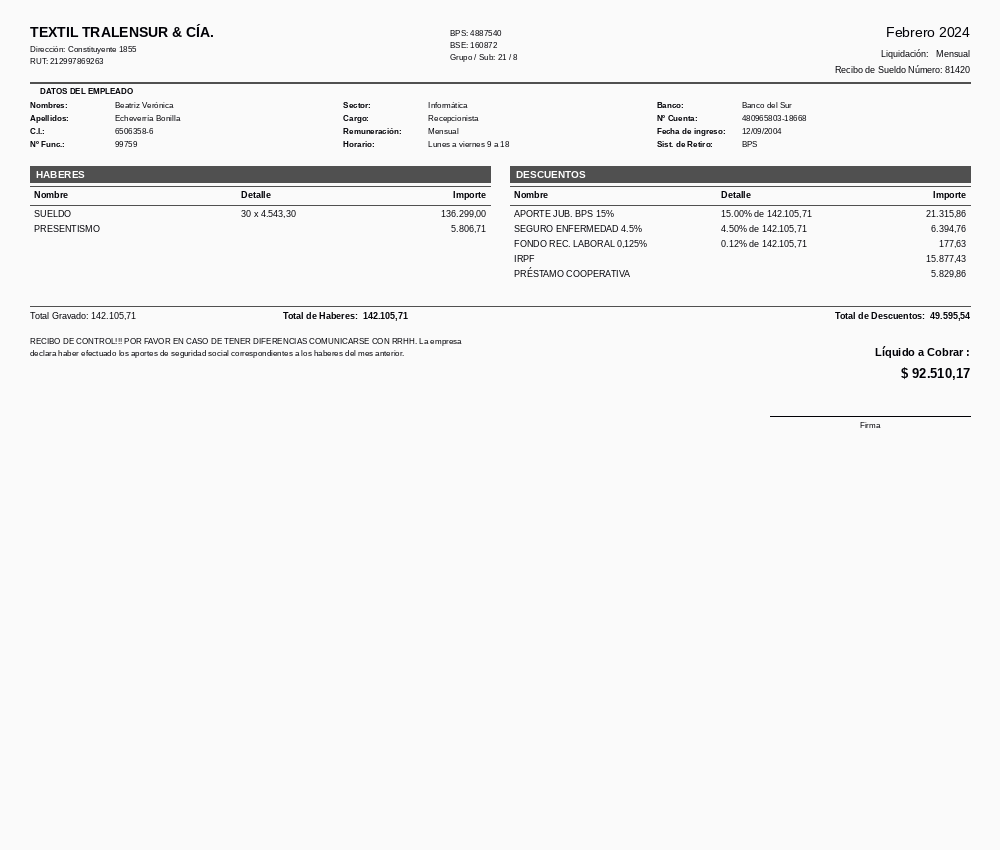 TEXTIL TRALENSUR & CÍA.
Dirección: Constituyente 1855
RUT: 212997869263
BPS: 4887540
BSE: 160872
Grupo / Sub: 21 / 8
Febrero 2024
Liquidación: Mensual
Recibo de Sueldo Número: 81420
DATOS DEL EMPLEADO
Nombres: Beatriz Verónica
Apellidos: Echeverría Bonilla
C.I.: 6506358-6
Nº Func.: 99759
Sector: Informática
Cargo: Recepcionista
Remuneración: Mensual
Horario: Lunes a viernes 9 a 18
Banco: Banco del Sur
Nº Cuenta: 480965803-18668
Fecha de ingreso: 12/09/2004
Sist. de Retiro: BPS
HABERES
Nombre Detalle Importe
SUELDO 30 x 4.543,30 136.299,00
PRESENTISMO 5.806,71
DESCUENTOS
Nombre Detalle Importe
APORTE JUB. BPS 15% 15.00% de 142.105,71 21.315,86
SEGURO ENFERMEDAD 4.5% 4.50% de 142.105,71 6.394,76
FONDO REC. LABORAL 0,125% 0.12% de 142.105,71 177,63
IRPF 15.877,43
PRÉSTAMO COOPERATIVA 5.829,86
Total Gravado: 142.105,71 Total de Haberes: 142.105,71 Total de Descuentos: 49.595,54
RECIBO DE CONTROL!!! POR FAVOR EN CASO DE TENER DIFERENCIAS COMUNICARSE CON RRHH. La empresa
declara haber efectuado los aportes de seguridad social correspondientes a los haberes del mes anterior.
Líquido a Cobrar :
$ 92.510,17
Firma